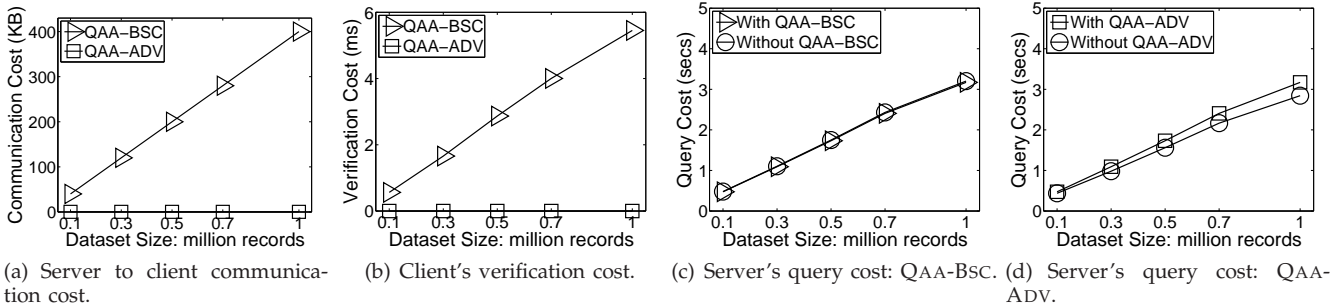 400
300
200
100
0
Communication Cost (KB)
QAA−BSC
QAA−ADV
0.1 0.3 0.5 0.7 1
Dataset Size: million records
(a) Server to client communica-
tion cost.
6
4
2
0
Verification Cost (ms)
QAA−BSC
QAA−ADV
0.1 0.3 0.5 0.7 1
Dataset Size: million records
(b) Client's verification cost.
5
4
3
2
1
0
Query Cost (secs)
With QAA−BSC
Without QAA−BSC
0.1 0.3 0.5 0.7 1
Dataset Size: million records
(c) Server's query cost: QAA-BSC.
5
4
3
2
1
0
Query Cost (secs)
With QAA−ADV
Without QAA−ADV
0.1 0.3 0.5 0.7 1
Dataset Size: million records
(d) Server's query cost: QAA-
ADV.